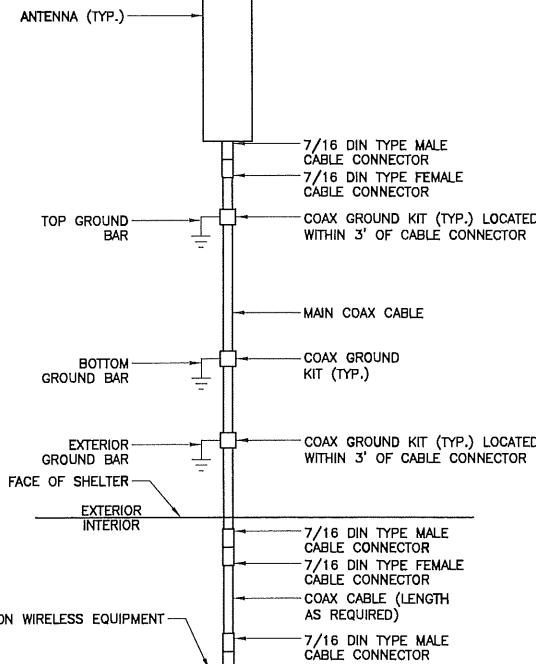 ANTENNA (TYP.)
7/16 DIN TYPE MALE
CABLE CONNECTOR
7/16 DIN TYPE FEMALE
CABLE CONNECTOR
TOP GROUND
BAR
COAX GROUND KIT (TYP.) LOCATED
WITHIN 3' OF CABLE CONNECTOR
MAIN COAX CABLE
BOTTOM
GROUND BAR
COAX GROUND
KIT (TYP.)
EXTERIOR
GROUND BAR
COAX GROUND KIT (TYP.) LOCATED
WITHIN 3' OF CABLE CONNECTOR
FACE OF SHELTER
EXTERIOR
INTERIOR
7/16 DIN TYPE MALE
CABLE CONNECTOR
7/16 DIN TYPE FEMALE
CABLE CONNECTOR
COAX CABLE (LENGTH
AS REQUIRED)
ON WIRELESS EQUIPMENT
7/16 DIN TYPE MALE
CABLE CONNECTOR